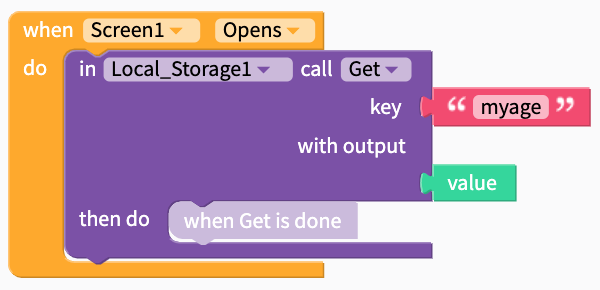 when Screen1 Opens
do in Local_Storage1 call Get
key “ myage ”
with output
value
then do when Get is done